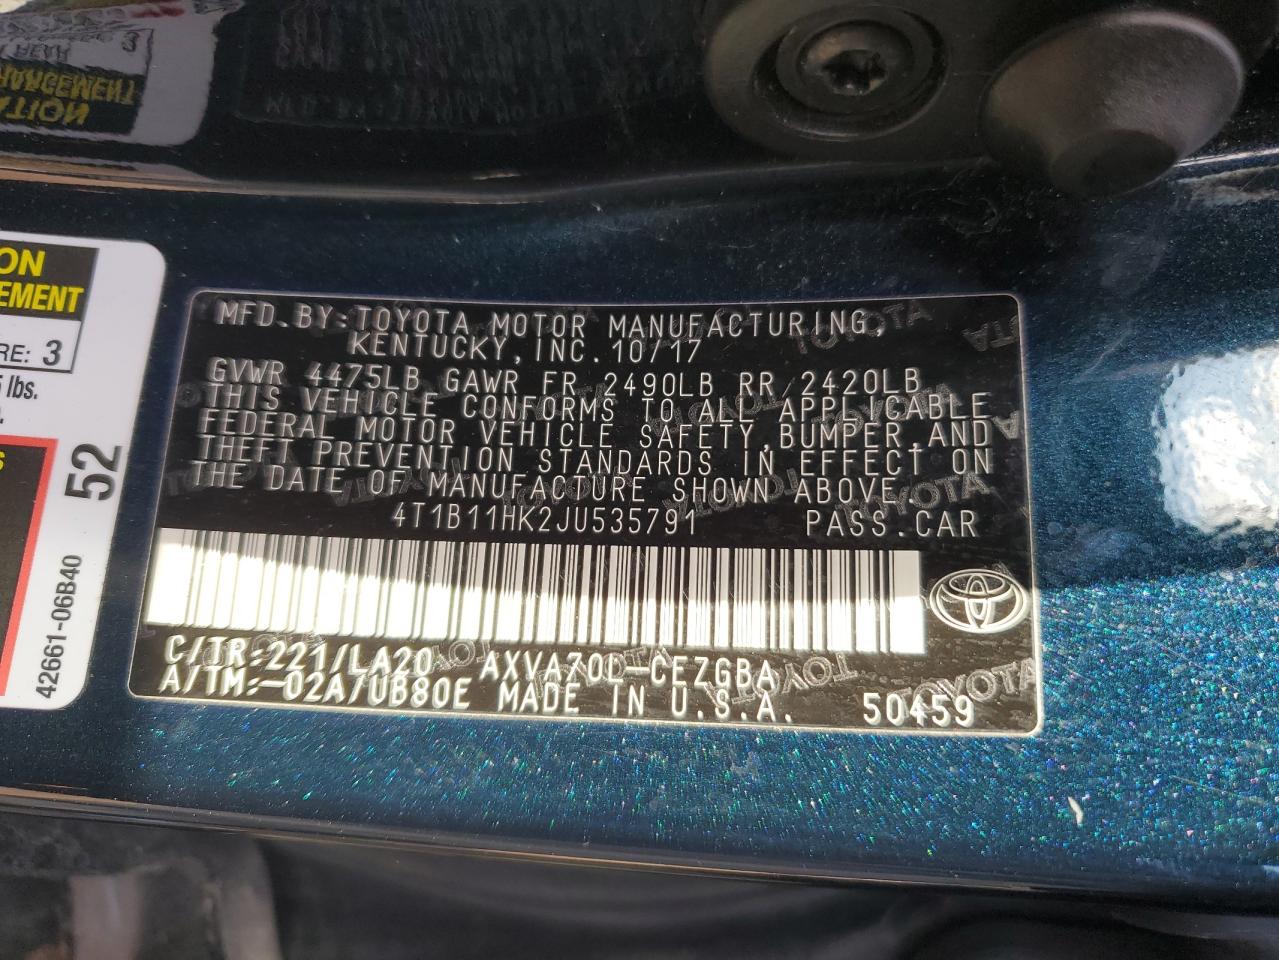 MFD.BY:TOYOTA MOTOR MANUFACTURING,
KENTUCKY,INC.10/17
GVWR 4475LB GAWR FR 2490LB RR 2420LB
THIS VEHICLE CONFORMS TO ALL APPLICABLE
FEDERAL MOTOR VEHICLE SAFETY,BUMPER,AND
THEFT PREVENTION STANDARDS IN EFFECT ON
THE DATE OF MANUFACTURE SHOWN ABOVE.
4T1B11HK2JU535791 PASS.CAR
C/TR:221/LA20 AXVA70L-CEZGBA
A/TM:-02A/UB80E MADE IN U.S.A. 50459
ON
EMENT
RE: 3
lbs.
52
42661-06B40